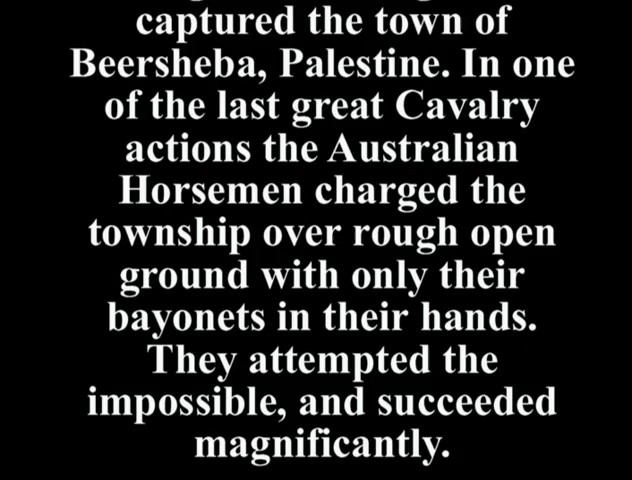 captured the town of
Beersheba, Palestine. In one
of the last great Cavalry
actions the Australian
Horsemen charged the
township over rough open
ground with only their
bayonets in their hands.
They attempted the
impossible, and succeeded
magnificantly.